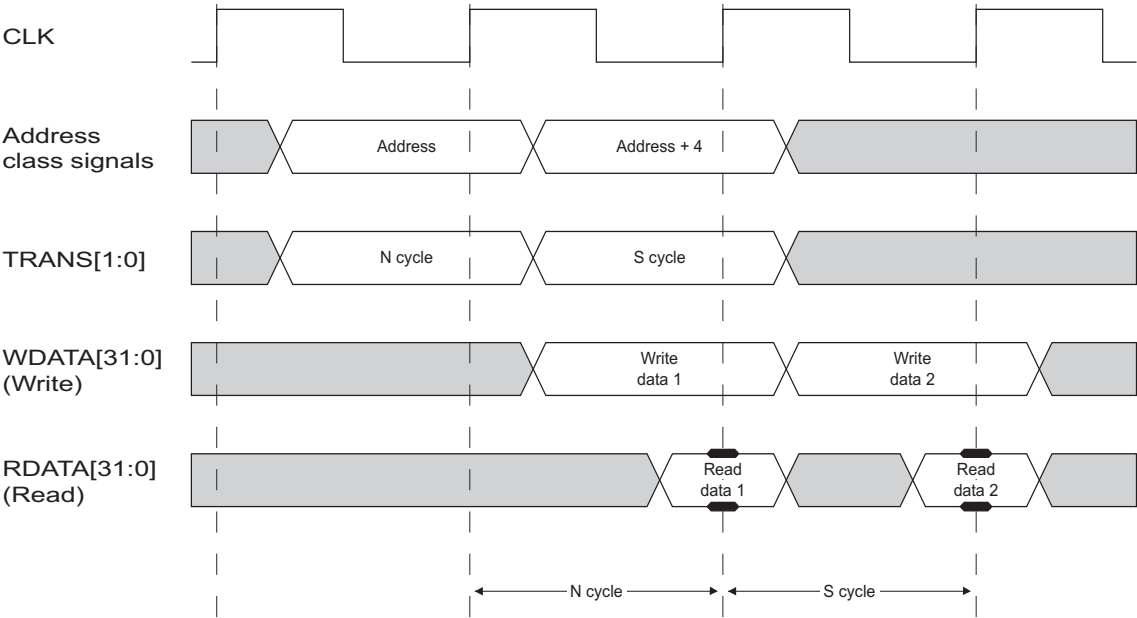 CLK
Address
class signals
Address
Address + 4
TRANS[1:0]
N cycle
S cycle
WDATA[31:0]
(Write)
Write
data 1
Write
data 2
RDATA[31:0]
(Read)
Read
data 1
Read
data 2
N cycle
S cycle